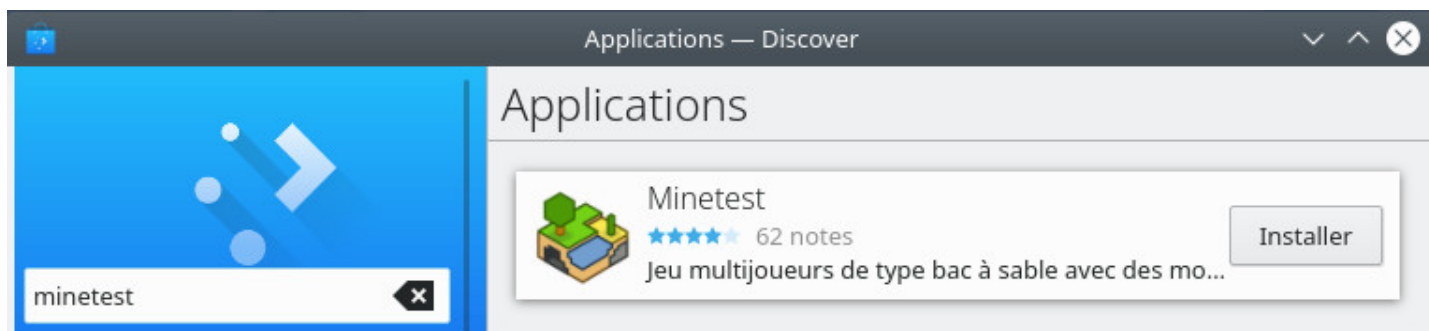 Applications — Discover
Applications
minetest
Minetest
62 notes
Jeu multijoueurs de type bac à sable avec des mo...
Installer